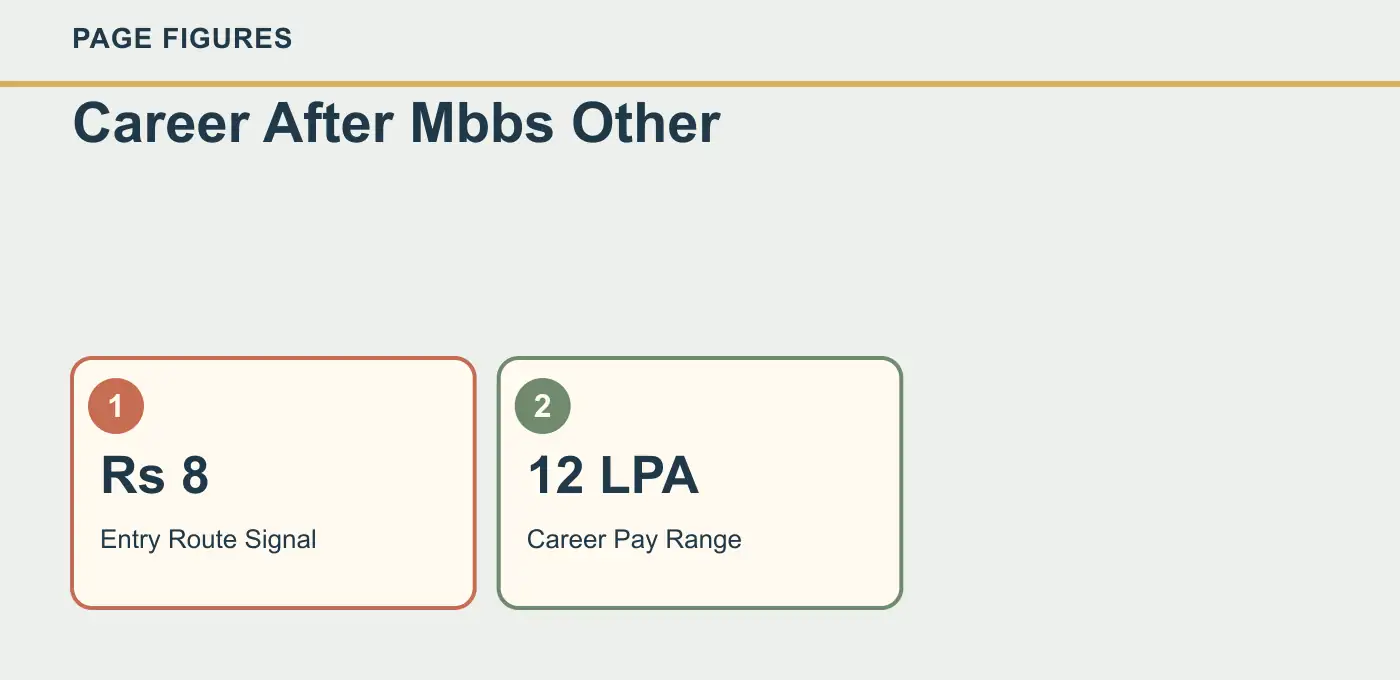 PAGE FIGURES
Career After Mbbs Other
1
Rs 8
Entry Route Signal
2
12 LPA
Career Pay Range